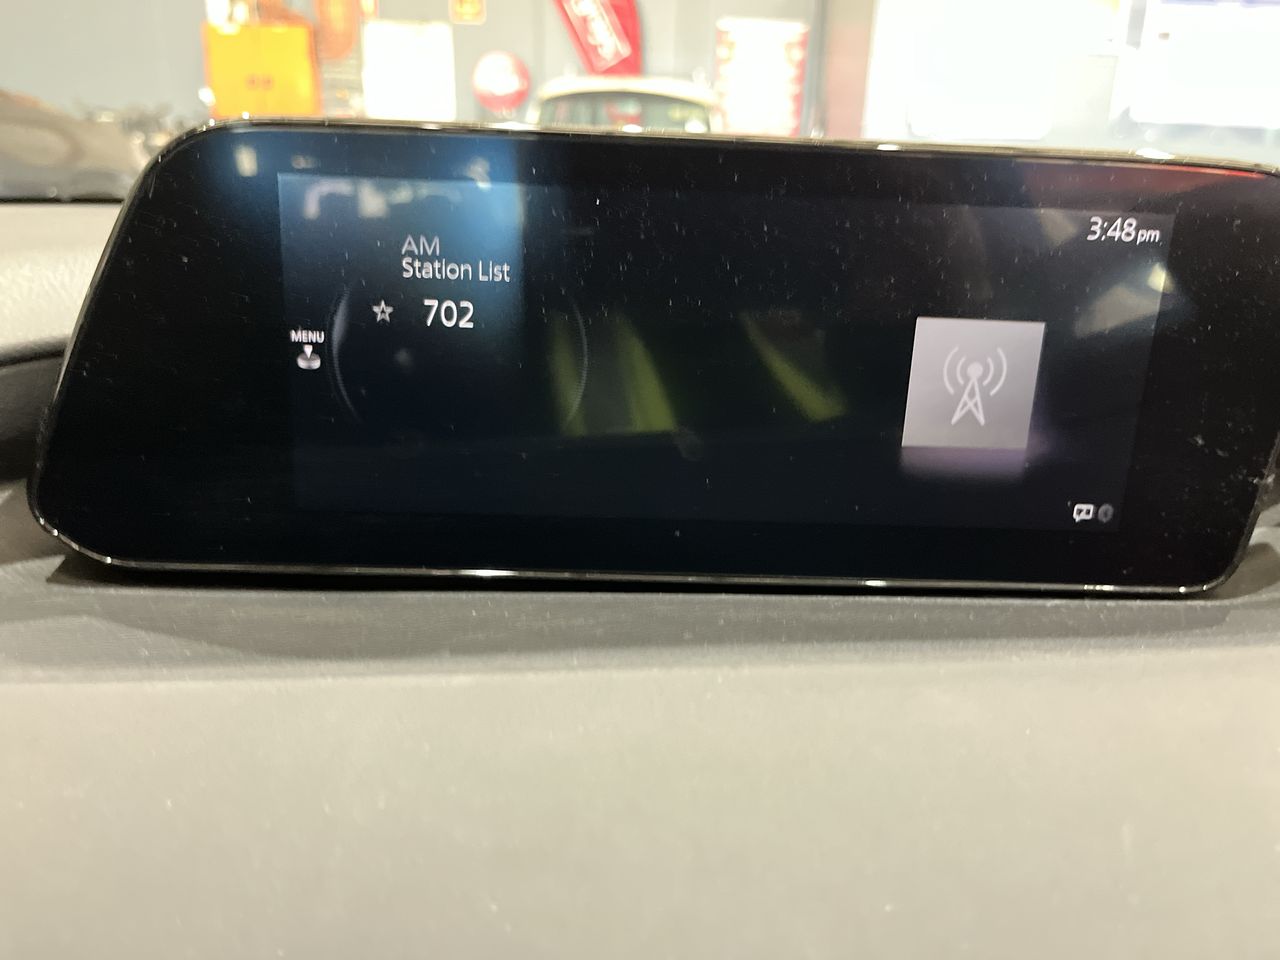 3:48pm
AM
Station List
702
MENU